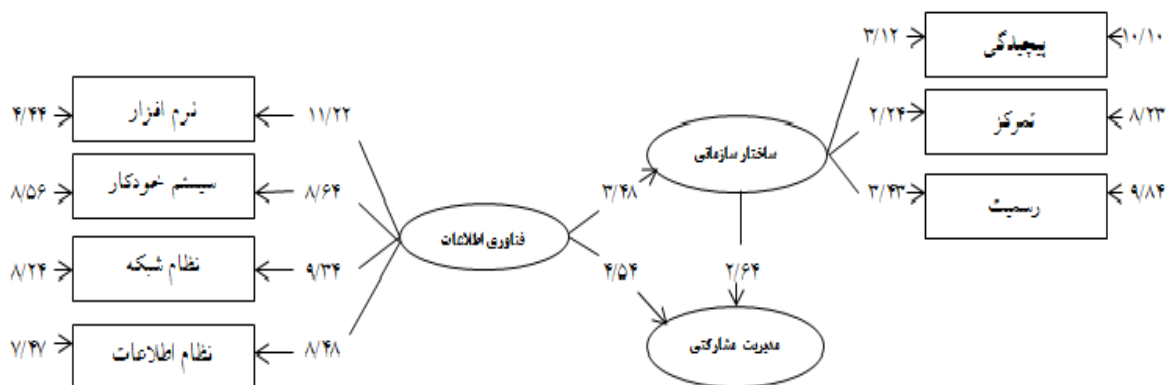 ۳/۱۲
پیچیدگی
۱۰/۱۰
۲/۲۴
تمرکز
۸/۲۳
۳/۴۳
رسمیت
۹/۸۴
ساختار سازمانی
۳/۴۸
فناوری اطلاعات
۴/۵۴
۲/۶۴
مدیریت مشارکتی
۱۱/۲۲
نرم افزار
۴/۴۴
۸/۶۴
سیستم خودکار
۸/۵۶
۹/۳۴
نظام شبکه
۸/۲۴
۸/۴۸
نظام اطلاعات
۷/۴۷